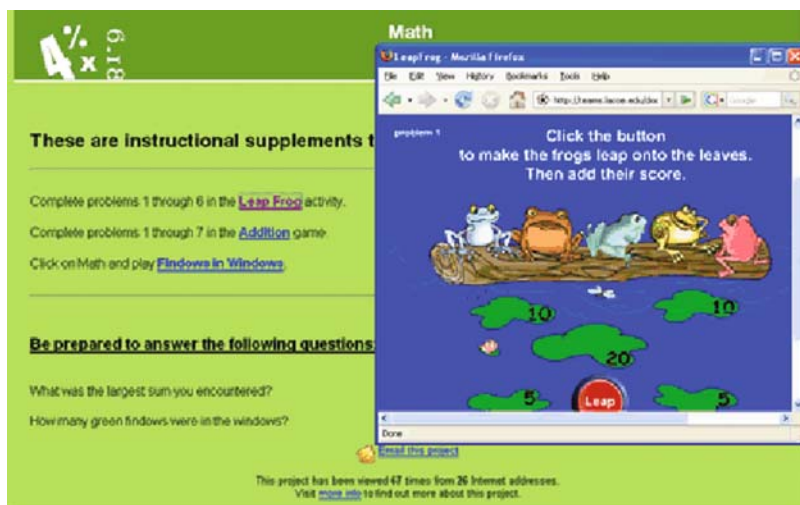 4 % x 6.18
Math
These are instructional supplements t
Complete problems 1 through 6 in the Leap Frog activity.
Complete problems 1 through 7 in the Addition game.
Click on Math and play Findows in Windows.
Be prepared to answer the following questions:
What was the largest sum you encountered?
How many green findows were in the windows?
LeapFrog - Mozilla Firefox
File Edit View History Bookmarks Tools Help
Google
problem 1
Click the button
to make the frogs leap onto the leaves.
Then add their score.
10
10
20
5
Leap
5
Done
Email this project
This project has been viewed 67 times from 26 Internet addresses.
Visit more info to find out more about this project.